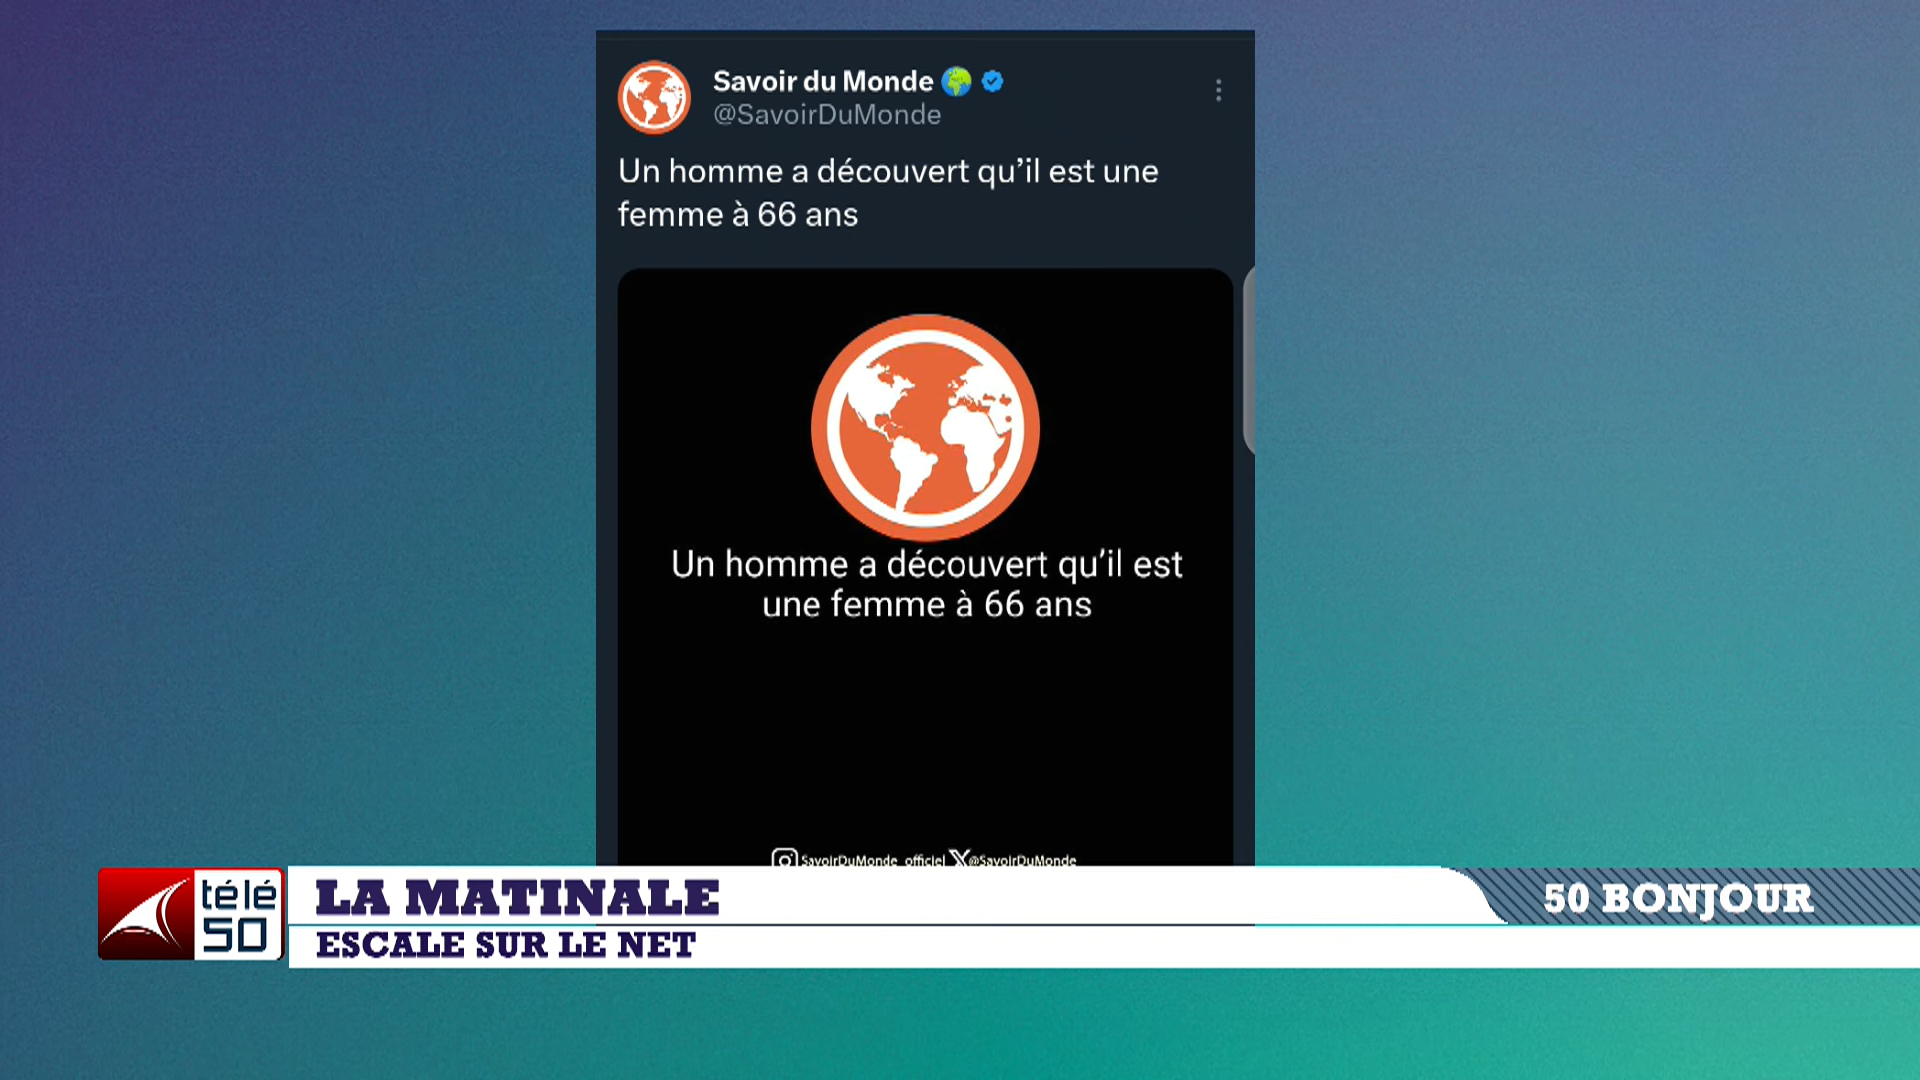 Savoir du Monde
@SavoirDuMonde
Un homme a découvert qu’il est une
femme à 66 ans
Un homme a découvert qu’il est
une femme à 66 ans
SavoirDuMonde_officiel @SavoirDuMonde
télé
50
LA MATINALE
50 BONJOUR
ESCALE SUR LE NET